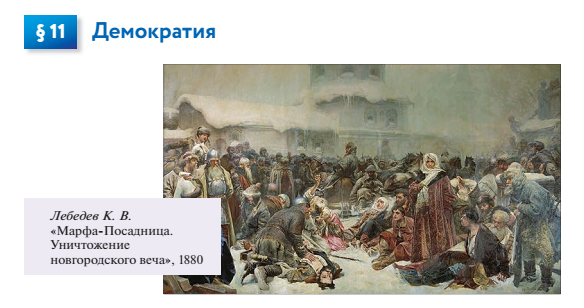 § 11 Демократия
Лебедев К. В.
«Марфа-Посадница.
Уничтожение
новгородского веча», 1880